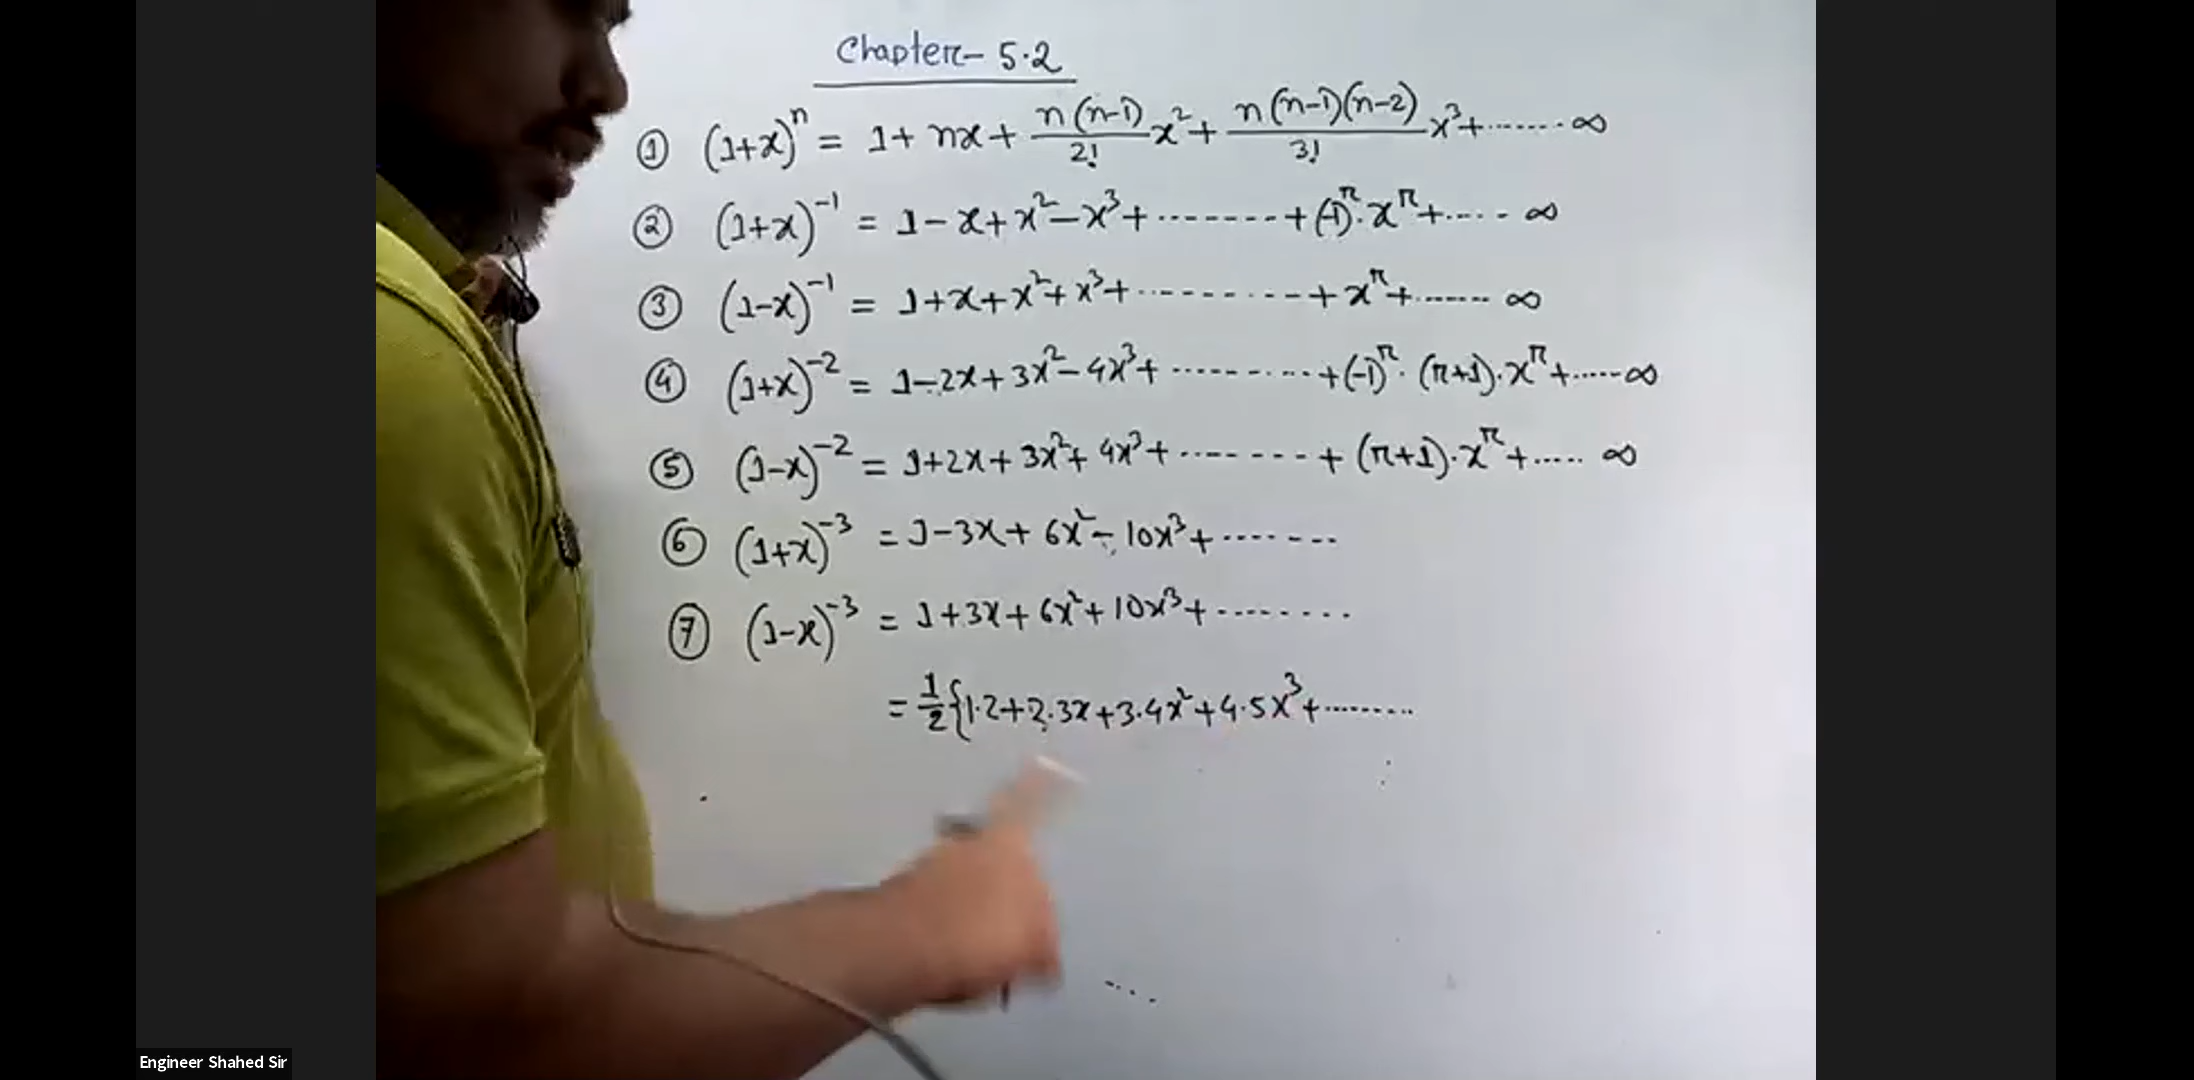 Chapter- 5.2
① (1+x)^n = 1 + nx + n(n-1)/2! x^2 + n(n-1)(n-2)/3! x^3 + ....... ∞
② (1+x)^-1 = 1 - x + x^2 - x^3 + ....... + (-1)^r . x^r + ..... ∞
③ (1-x)^-1 = 1 + x + x^2 + x^3 + .......... + x^r + ...... ∞
④ (1+x)^-2 = 1 - 2x + 3x^2 - 4x^3 + .......... + (-1)^r . (r+1) . x^r + ..... ∞
⑤ (1-x)^-2 = 1 + 2x + 3x^2 + 4x^3 + ........ + (r+1) . x^r + ..... ∞
⑥ (1+x)^-3 = 1 - 3x + 6x^2 - 10x^3 + .......
⑦ (1-x)^-3 = 1 + 3x + 6x^2 + 10x^3 + ........
= 1/2 {1.2 + 2.3x + 3.4x^2 + 4.5x^3 + .........
Engineer Shahed Sir